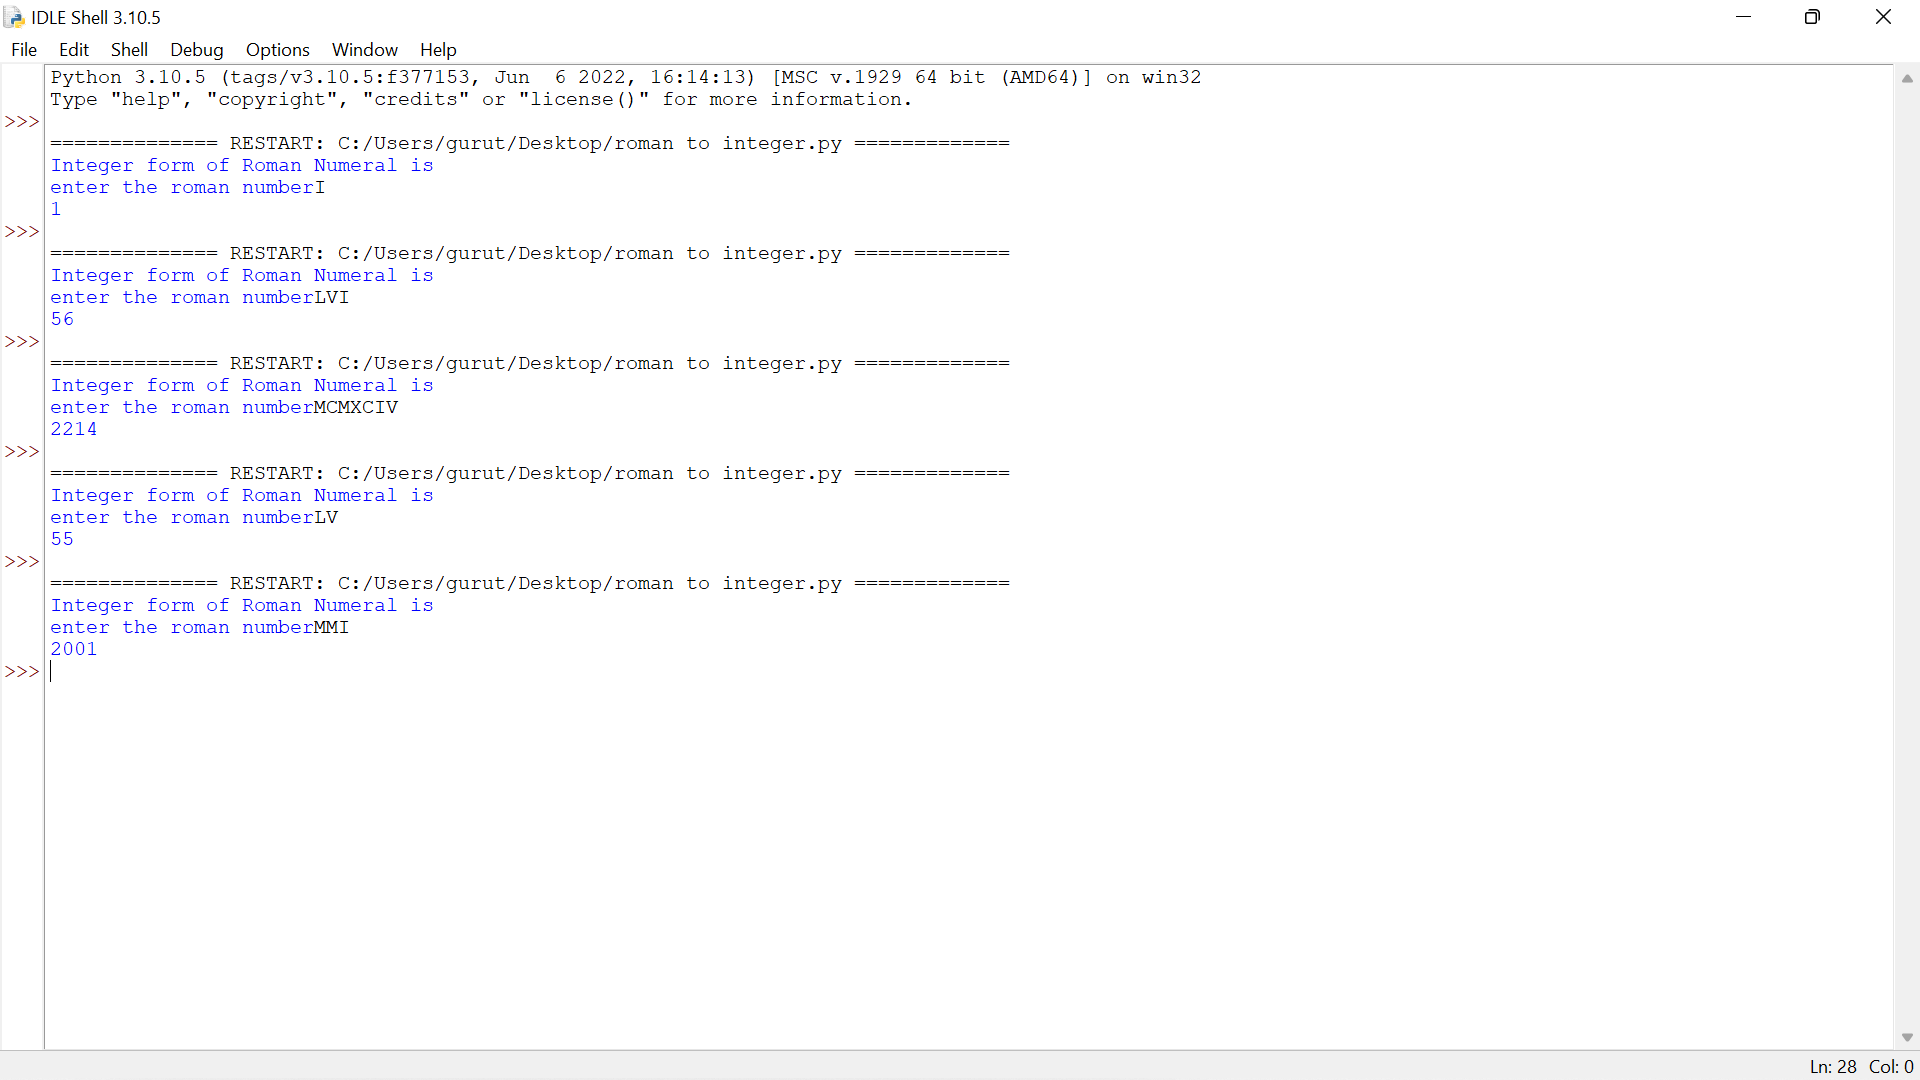 IDLE Shell 3.10.5
File Edit Shell Debug Options Window Help
Python 3.10.5 (tags/v3.10.5:f377153, Jun  6 2022, 16:14:13) [MSC v.1929 64 bit (AMD64)] on win32
Type "help", "copyright", "credits" or "license()" for more information.
>>>
============== RESTART: C:/Users/gurut/Desktop/roman to integer.py =============
Integer form of Roman Numeral is
enter the roman numberI
1
>>>
============== RESTART: C:/Users/gurut/Desktop/roman to integer.py =============
Integer form of Roman Numeral is
enter the roman numberLVI
56
>>>
============== RESTART: C:/Users/gurut/Desktop/roman to integer.py =============
Integer form of Roman Numeral is
enter the roman numberMCMXCIV
2214
>>>
============== RESTART: C:/Users/gurut/Desktop/roman to integer.py =============
Integer form of Roman Numeral is
enter the roman numberLV
55
>>>
============== RESTART: C:/Users/gurut/Desktop/roman to integer.py =============
Integer form of Roman Numeral is
enter the roman numberMMI
2001
>>>
Ln: 28 Col: 0